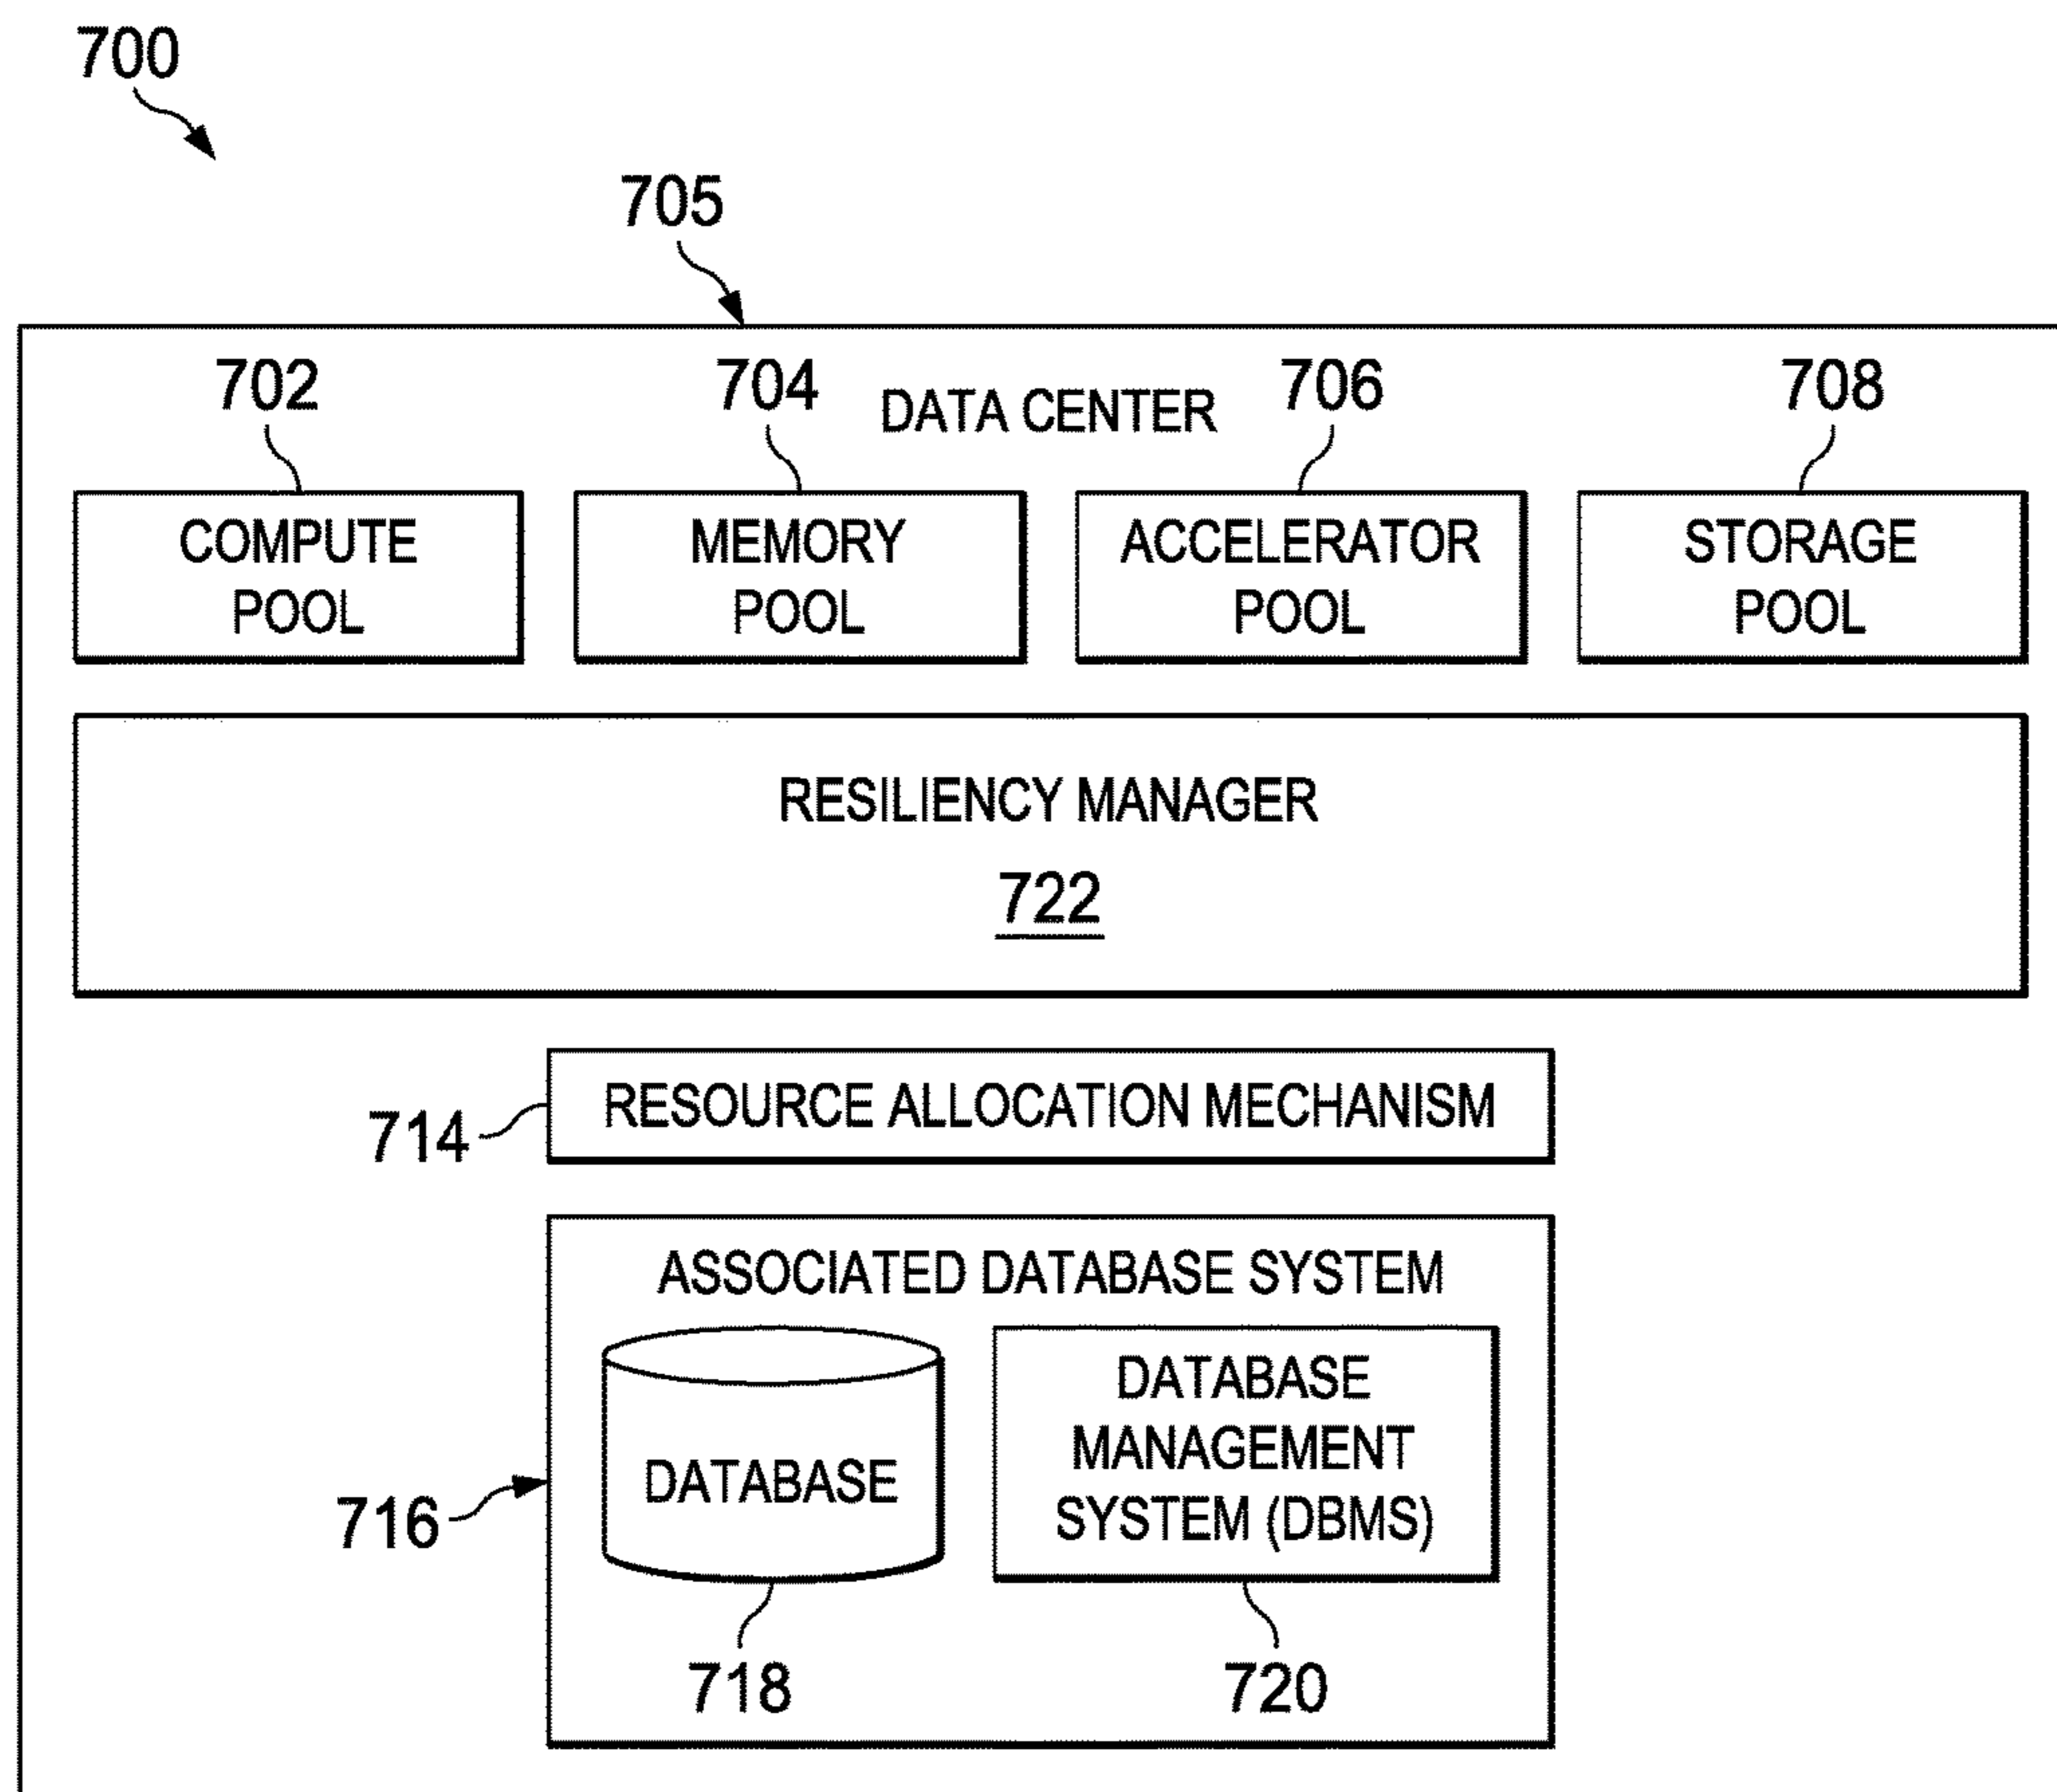 700
705
702
704
DATA CENTER
706
708
COMPUTE
POOL
MEMORY
POOL
ACCELERATOR
POOL
STORAGE
POOL
RESILIENCY MANAGER
722
RESOURCE ALLOCATION MECHANISM
714
ASSOCIATED DATABASE SYSTEM
DATABASE
DATABASE
MANAGEMENT
SYSTEM (DBMS)
716
718
720